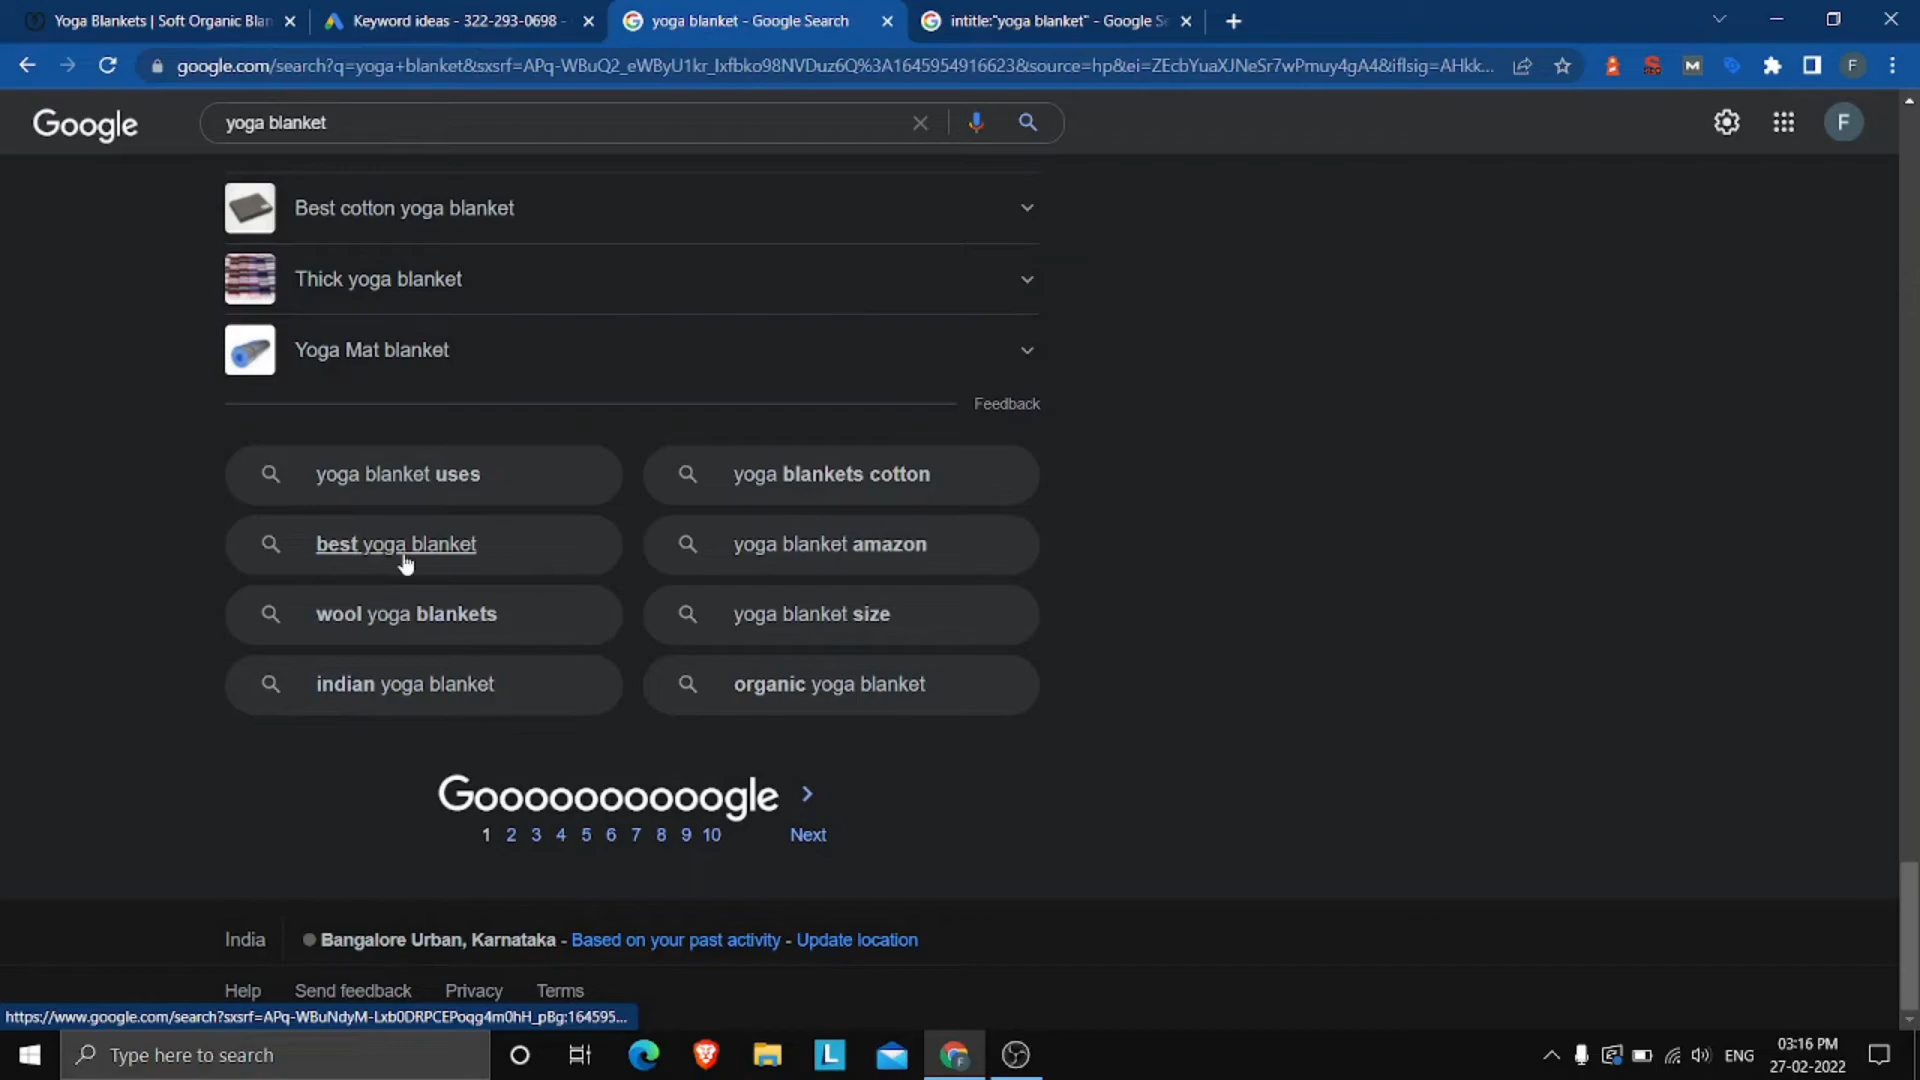 Yoga Blankets | Soft Organic Blan
Keyword ideas - 322-293-0698 -
yoga blanket - Google Search
intitle:"yoga blanket" - Google Se
google.com/search?q=yoga+blanket&sxsrf=APq-WBuQ2_eWByU1kr_Ixfbko98NVDuz6Q%3A1645954916623&source=hp&ei=ZEcbYuaXJNeSr7wPmuy4gA4&iflsig=AHkk...
M
F
Google
yoga blanket
F
Best cotton yoga blanket
Thick yoga blanket
Yoga Mat blanket
Feedback
yoga blanket uses
yoga blankets cotton
best yoga blanket
yoga blanket amazon
wool yoga blankets
yoga blanket size
indian yoga blanket
organic yoga blanket
Goooooooooogle
1 2 3 4 5 6 7 8 9 10
Next
India
Bangalore Urban, Karnataka - Based on your past activity - Update location
Help
Send feedback
Privacy
Terms
https://www.google.com/search?sxsrf=APq-WBuNdyM-Lxb0DRPCEPoqg4m0hH_pBg:164595...
Type here to search
L
F
ENG
03:16 PM
27-02-2022